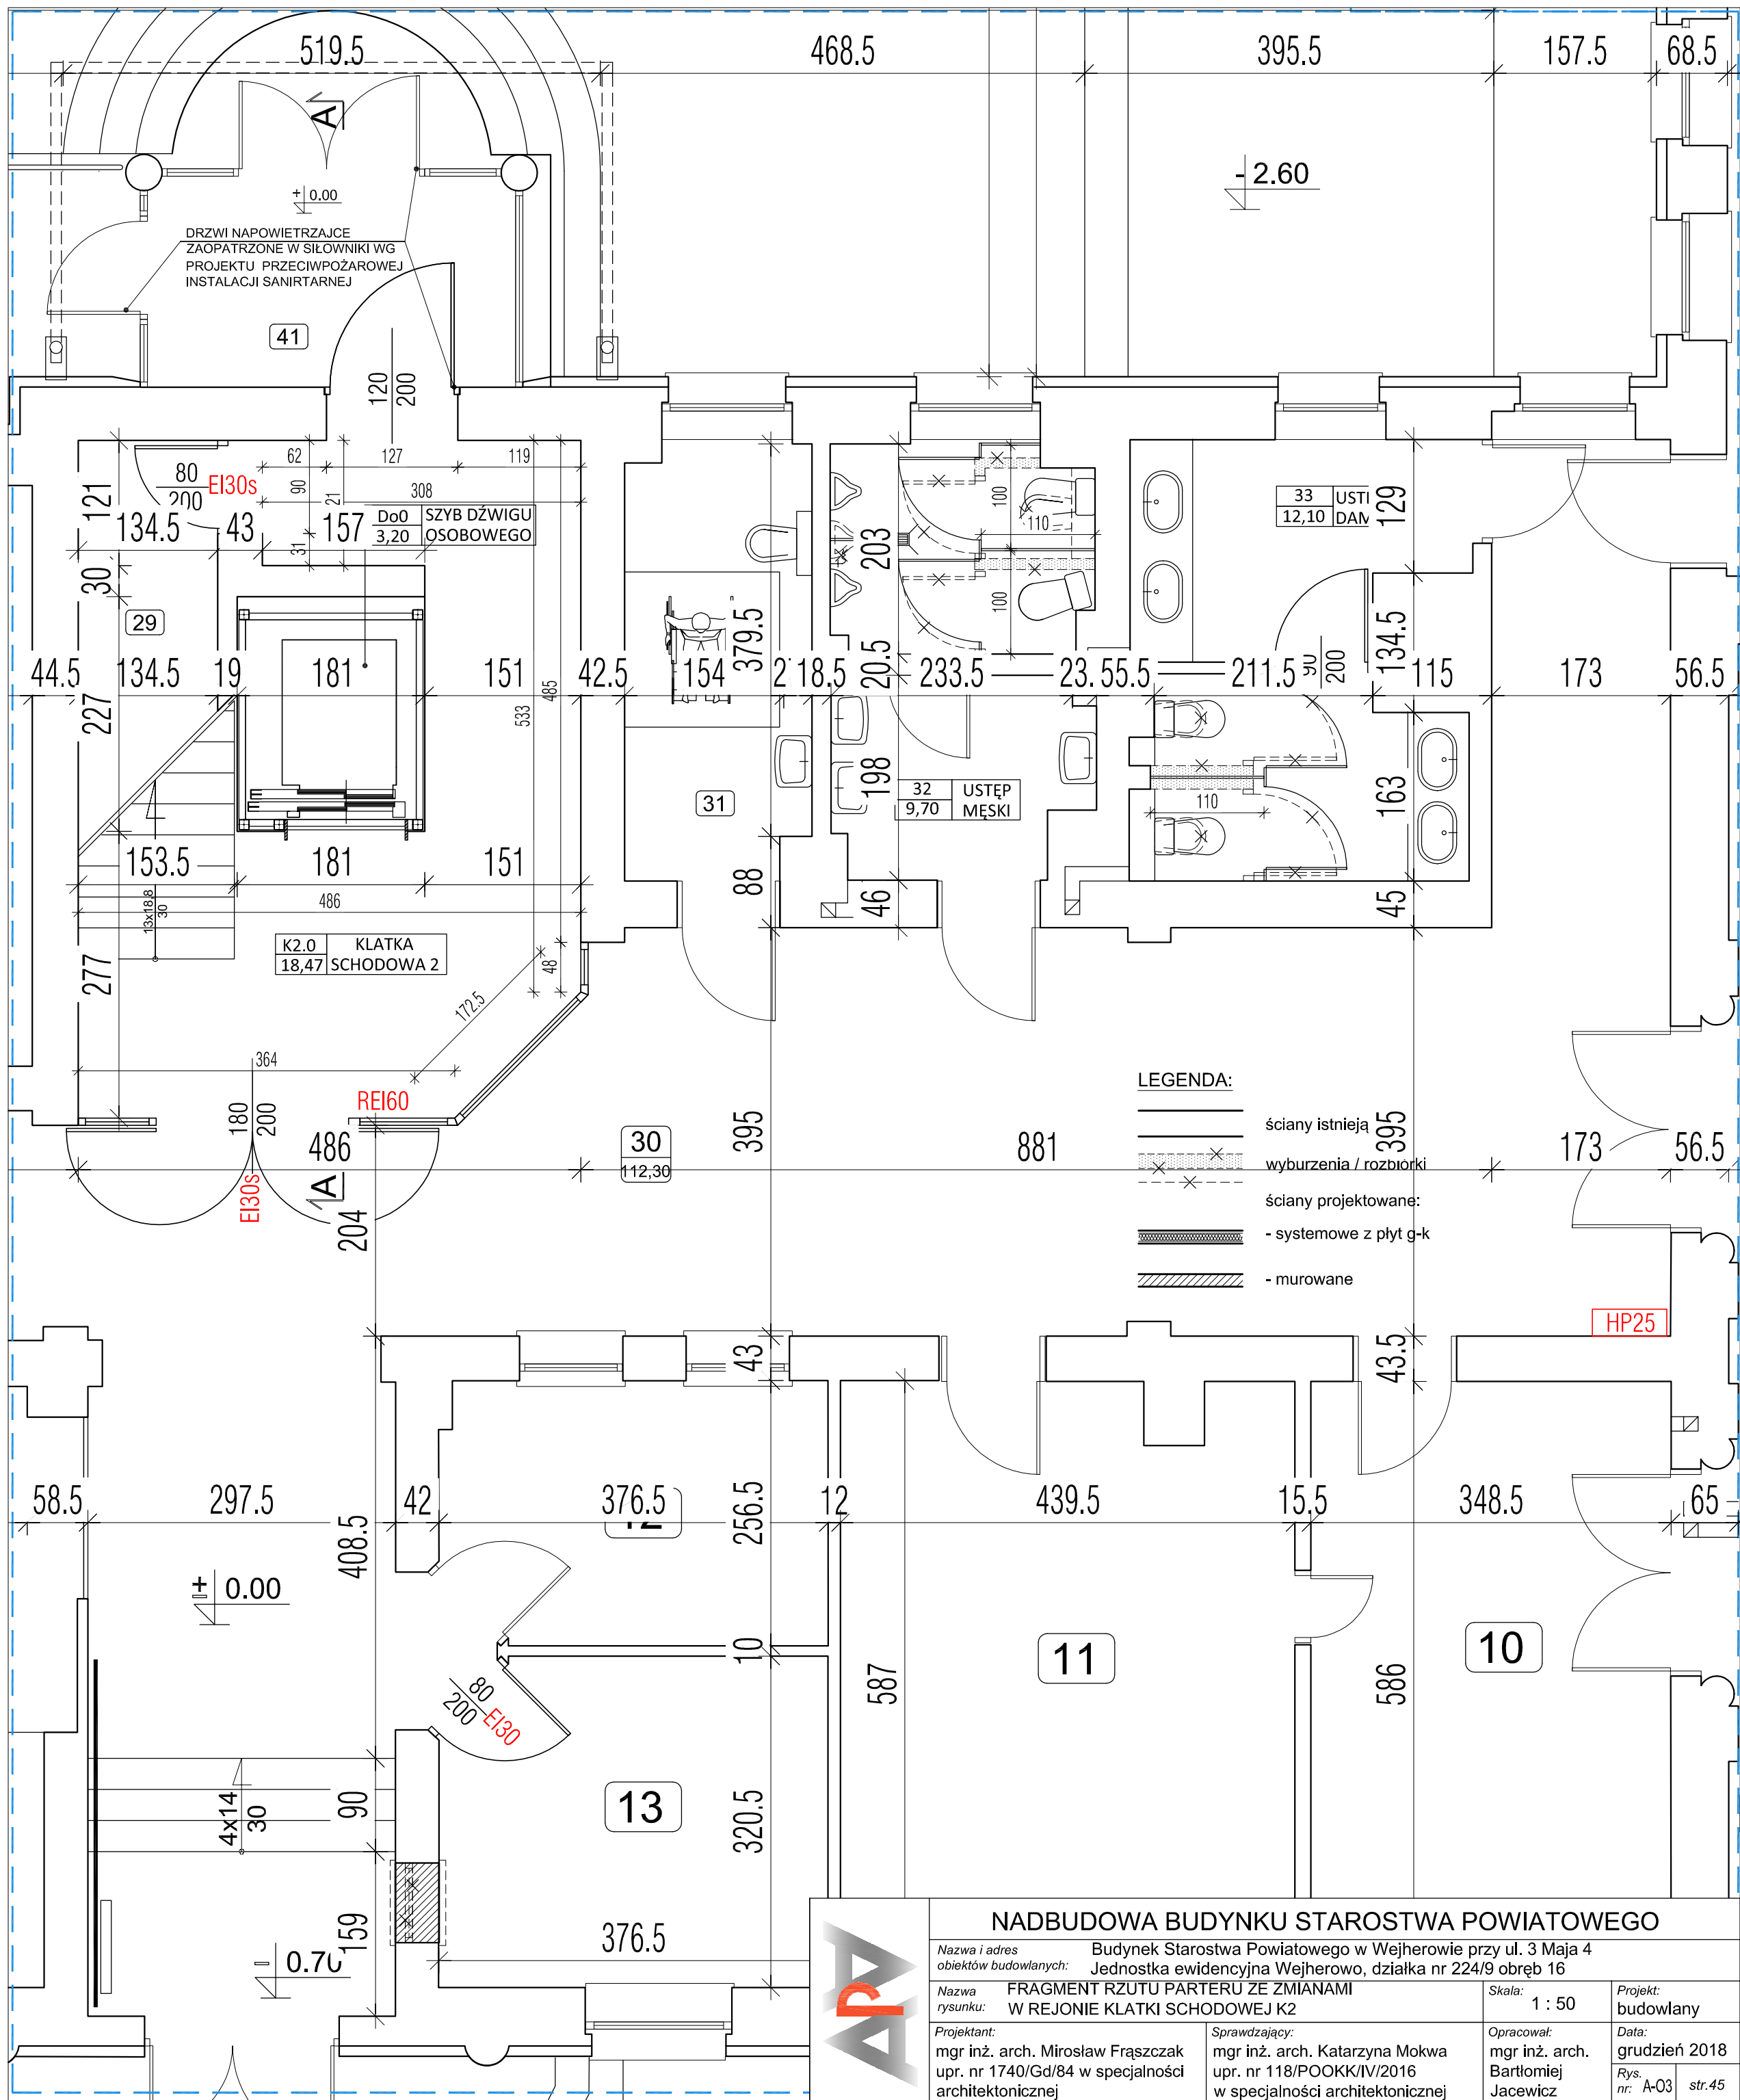 519.5
468.5
395.5
157.5
68.5
A
± 0.00
- 2.60
DRZWI NAPOWIETRZAJCE
ZAOPATRZONE W SIŁOWNIKI WG
PROJEKTU PRZECIWPOŻAROWEJ
INSTALACJI SANIRTARNEJ
41
120
200
62
127
119
80
200
EI30s
90
21
308
121
134.5
43
157
Do0
3,20
SZYB DŹWIGU
OSOBOWEGO
31
30
29
100
110
203
100
33
12,10
129
379.5
134.5
44.5
134.5
19
181
151
42.5
154
18.5
20.5
233.5
211.5
200
115
173
56.5
227
485
533
31
198
32
9,70
USTĘP
MĘSKI
110
163
153.5
181
151
88
46
45
486
13x18.8
30
K2.0
18,47
KLATKA
SCHODOWA 2
277
48
172.5
364
REI60
180
200
486
EI30s
A
204
30
112,30
395
881
395
173
56.5
LEGENDA:
ściany istnieją
wyburzenia / rozbiórki
ściany projektowane:
- systemowe z płyt g-k
- murowane
HP25
43
43.5
58.5
297.5
42
376.5
256.5
12
439.5
15.5
348.5
65
408.5
± 0.00
10
11
10
587
586
80
200
EI30
13
4x14
30
90
320.5
159
376.5
NADBUDOWA BUDYNKU STAROSTWA POWIATOWEGO
Nazwa i adres
obiektów budowlanych:
Budynek Starostwa Powiatowego w Wejherowie przy ul. 3 Maja 4
Jednostka ewidencyjna Wejherowo, działka nr 224/9 obręb 16
Nazwa
rysunku:
FRAGMENT RZUTU PARTERU ZE ZMIANAMI
W REJONIE KLATKI SCHODOWEJ K2
Skala:
1 : 50
Projekt:
budowlany
Projektant:
mgr inż. arch. Mirosław Frąszczak
upr. nr 1740/Gd/84 w specjalności
architektonicznej
Sprawdzający:
mgr inż. arch. Katarzyna Mokwa
upr. nr 118/POOKK/IV/2016
w specjalności architektonicznej
Opracował:
mgr inż. arch.
Bartłomiej
Jacewicz
Data:
grudzień 2018
Rys.
nr: A-03
str.45
APA